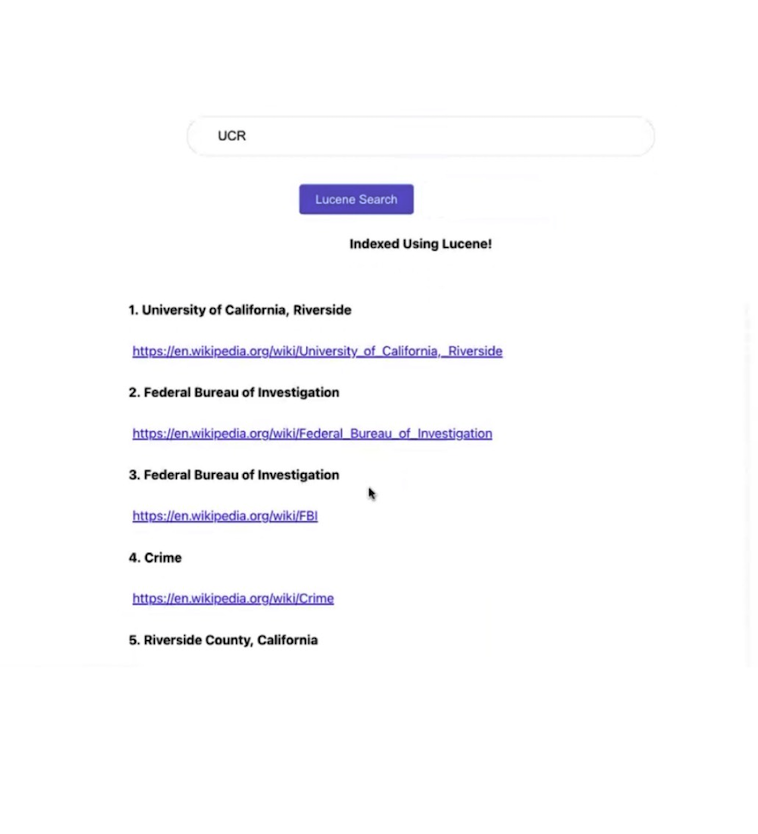 UCR
Lucene Search
Indexed Using Lucene!
1. University of California, Riverside
https://en.wikipedia.org/wiki/University_of_California,_Riverside
2. Federal Bureau of Investigation
https://en.wikipedia.org/wiki/Federal_Bureau_of_Investigation
3. Federal Bureau of Investigation
https://en.wikipedia.org/wiki/FBI
4. Crime
https://en.wikipedia.org/wiki/Crime
5. Riverside County, California